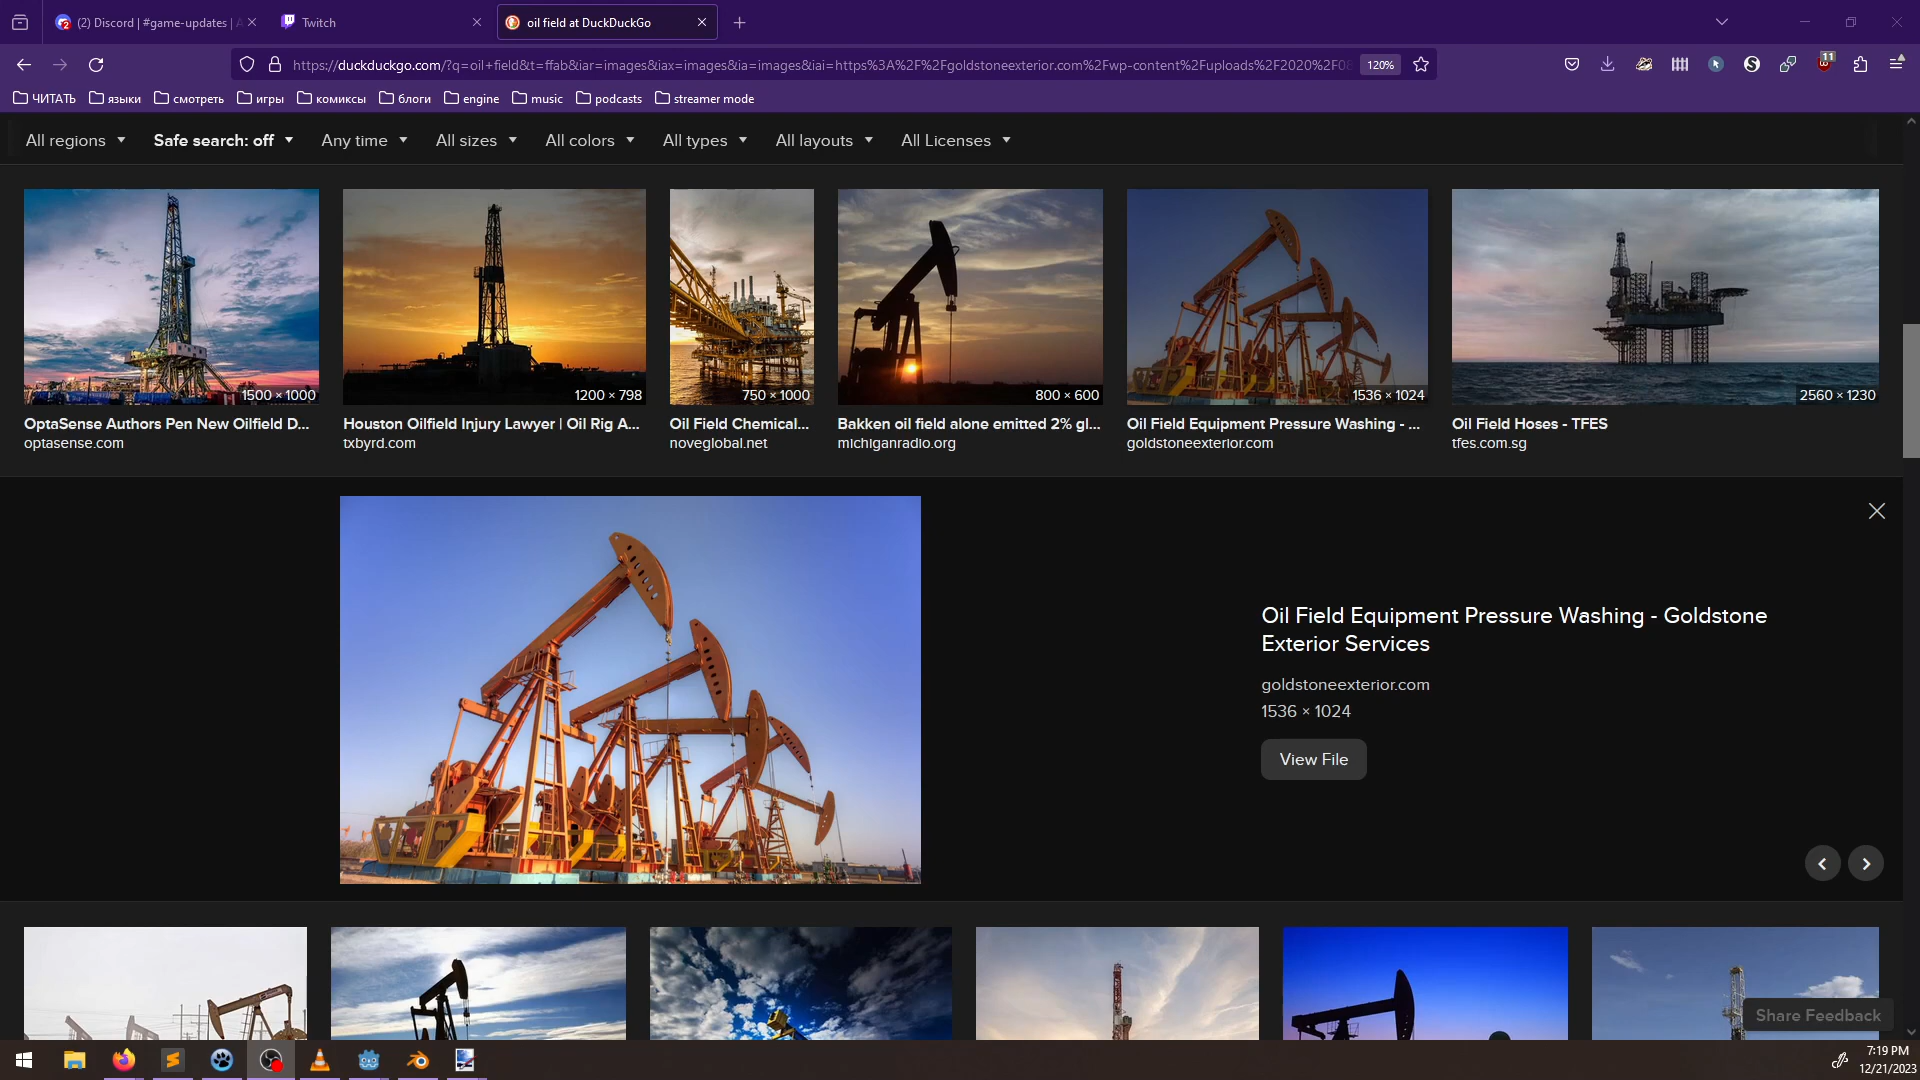 (2) Discord | #game-updates |
Twitch
oil field at DuckDuckGo
https://duckduckgo.com/?q=oil+field&t=ffab&iar=images&iax=images&ia=images&iai=https%3A%2F%2Fgoldstoneexterior.com%2Fwp-content%2Fuploads%2F2020%2F08
120%
11
ЧИТАТЬ
языки
смотреть
игры
комиксы
блоги
engine
music
podcasts
streamer mode
All regions
Safe search: off
Any time
All sizes
All colors
All types
All layouts
All Licenses
1500 × 1000
1200 × 798
750 × 1000
800 × 600
1536 × 1024
2560 × 1230
OptaSense Authors Pen New Oilfield D...
optasense.com
Houston Oilfield Injury Lawyer | Oil Rig A...
txbyrd.com
Oil Field Chemical...
noveglobal.net
Bakken oil field alone emitted 2% gl...
michiganradio.org
Oil Field Equipment Pressure Washing - ...
goldstoneexterior.com
Oil Field Hoses - TFES
tfes.com.sg
Oil Field Equipment Pressure Washing - Goldstone
Exterior Services
goldstoneexterior.com
1536 × 1024
View File
Share Feedback
7:19 PM
12/21/2023